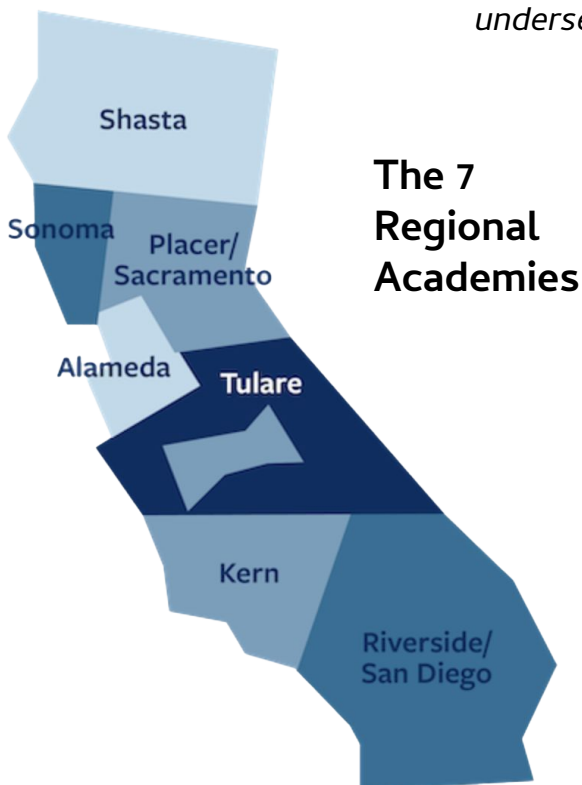 Shasta
The 7
Regional
Academies
Sonoma
Placer/
Sacramento
Alameda
Tulare
Kern
Riverside/
San Diego